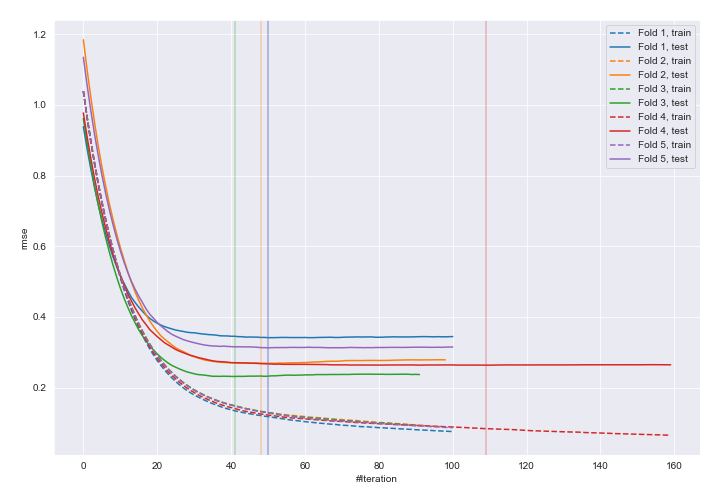 1.2
1.0
0.8
0.6
0.4
0.2
rmse
0
20
40
60
80
100
120
140
160
#Iteration
Fold 1, train
Fold 1, test
Fold 2, train
Fold 2, test
Fold 3, train
Fold 3, test
Fold 4, train
Fold 4, test
Fold 5, train
Fold 5, test